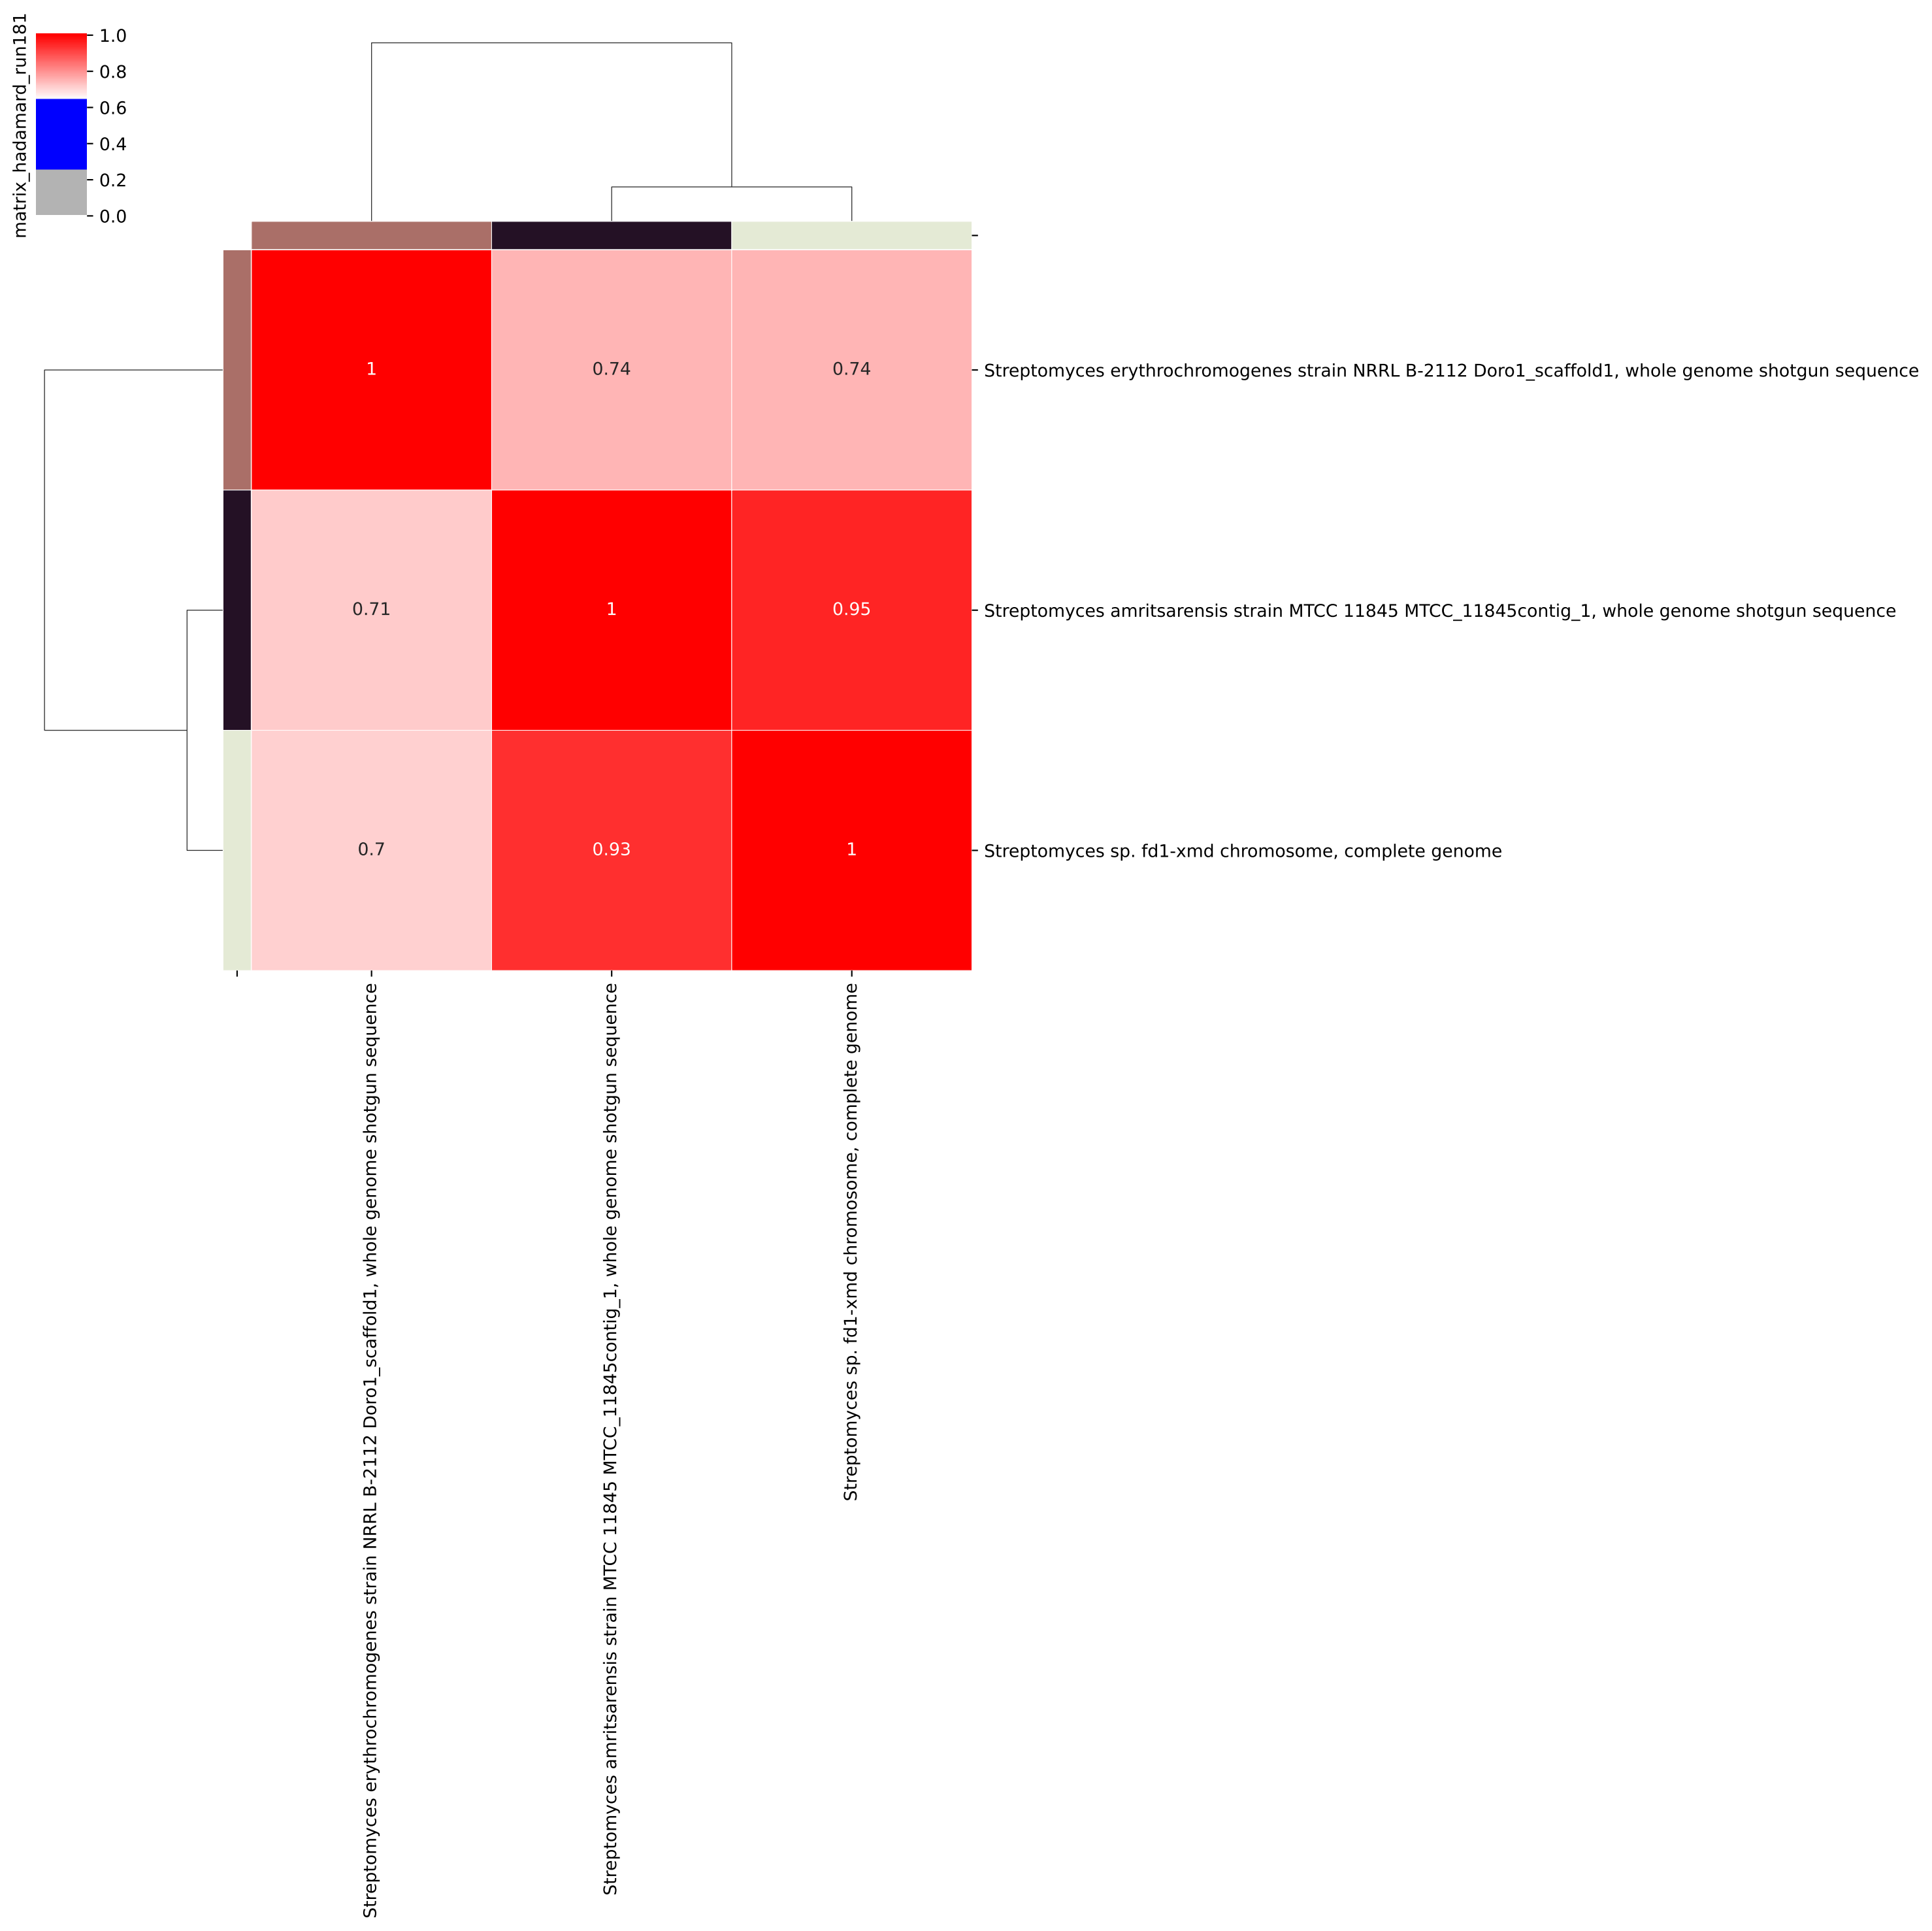 matrix_hadamard_run181
1.0
0.8
0.6
0.4
0.2
0.0
1 0.74 0.74
Streptomyces erythrochromogenes strain NRRL B-2112 Doro1_scaffold1, whole genome shotgun sequence
0.71 1 0.95
Streptomyces amritsarensis strain MTCC 11845 MTCC_11845contig_1, whole genome shotgun sequence
0.7 0.93 1
Streptomyces sp. fd1-xmd chromosome, complete genome
Streptomyces erythrochromogenes strain NRRL B-2112 Doro1_scaffold1, whole genome shotgun sequence
Streptomyces amritsarensis strain MTCC 11845 MTCC_11845contig_1, whole genome shotgun sequence
Streptomyces sp. fd1-xmd chromosome, complete genome